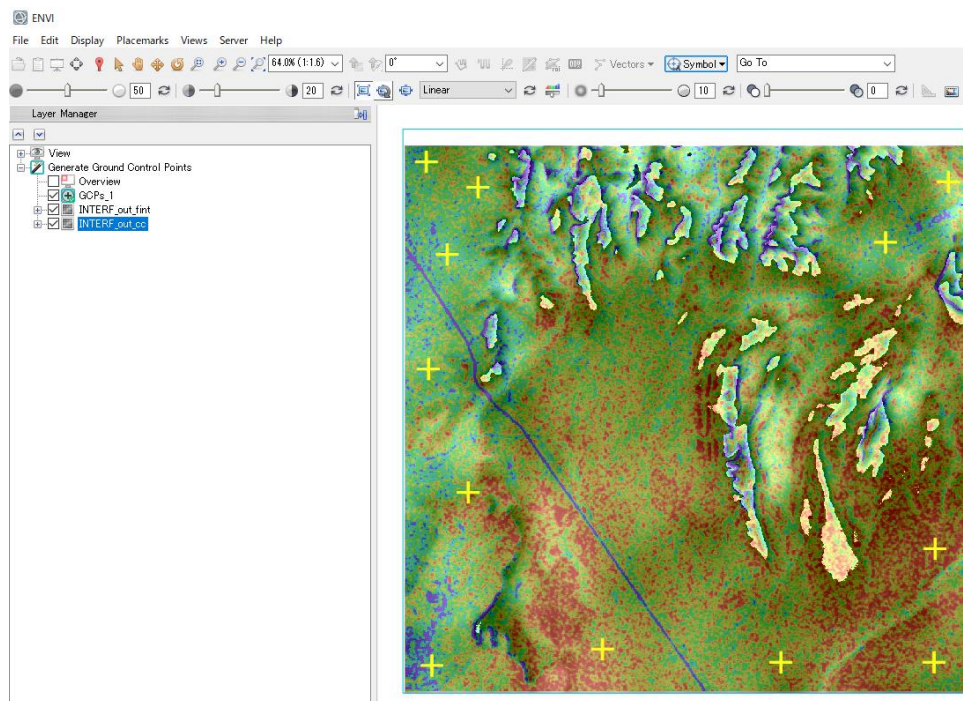 ENVI
File Edit Display Placemarks Views Server Help
64.0% (1:1.6) 0° Vectors Symbol Go To
50 20 Linear 10 0
Layer Manager
View
Generate Ground Control Points
Overview
GCPs_1
INTERF_out_fint
INTERF_out_cc